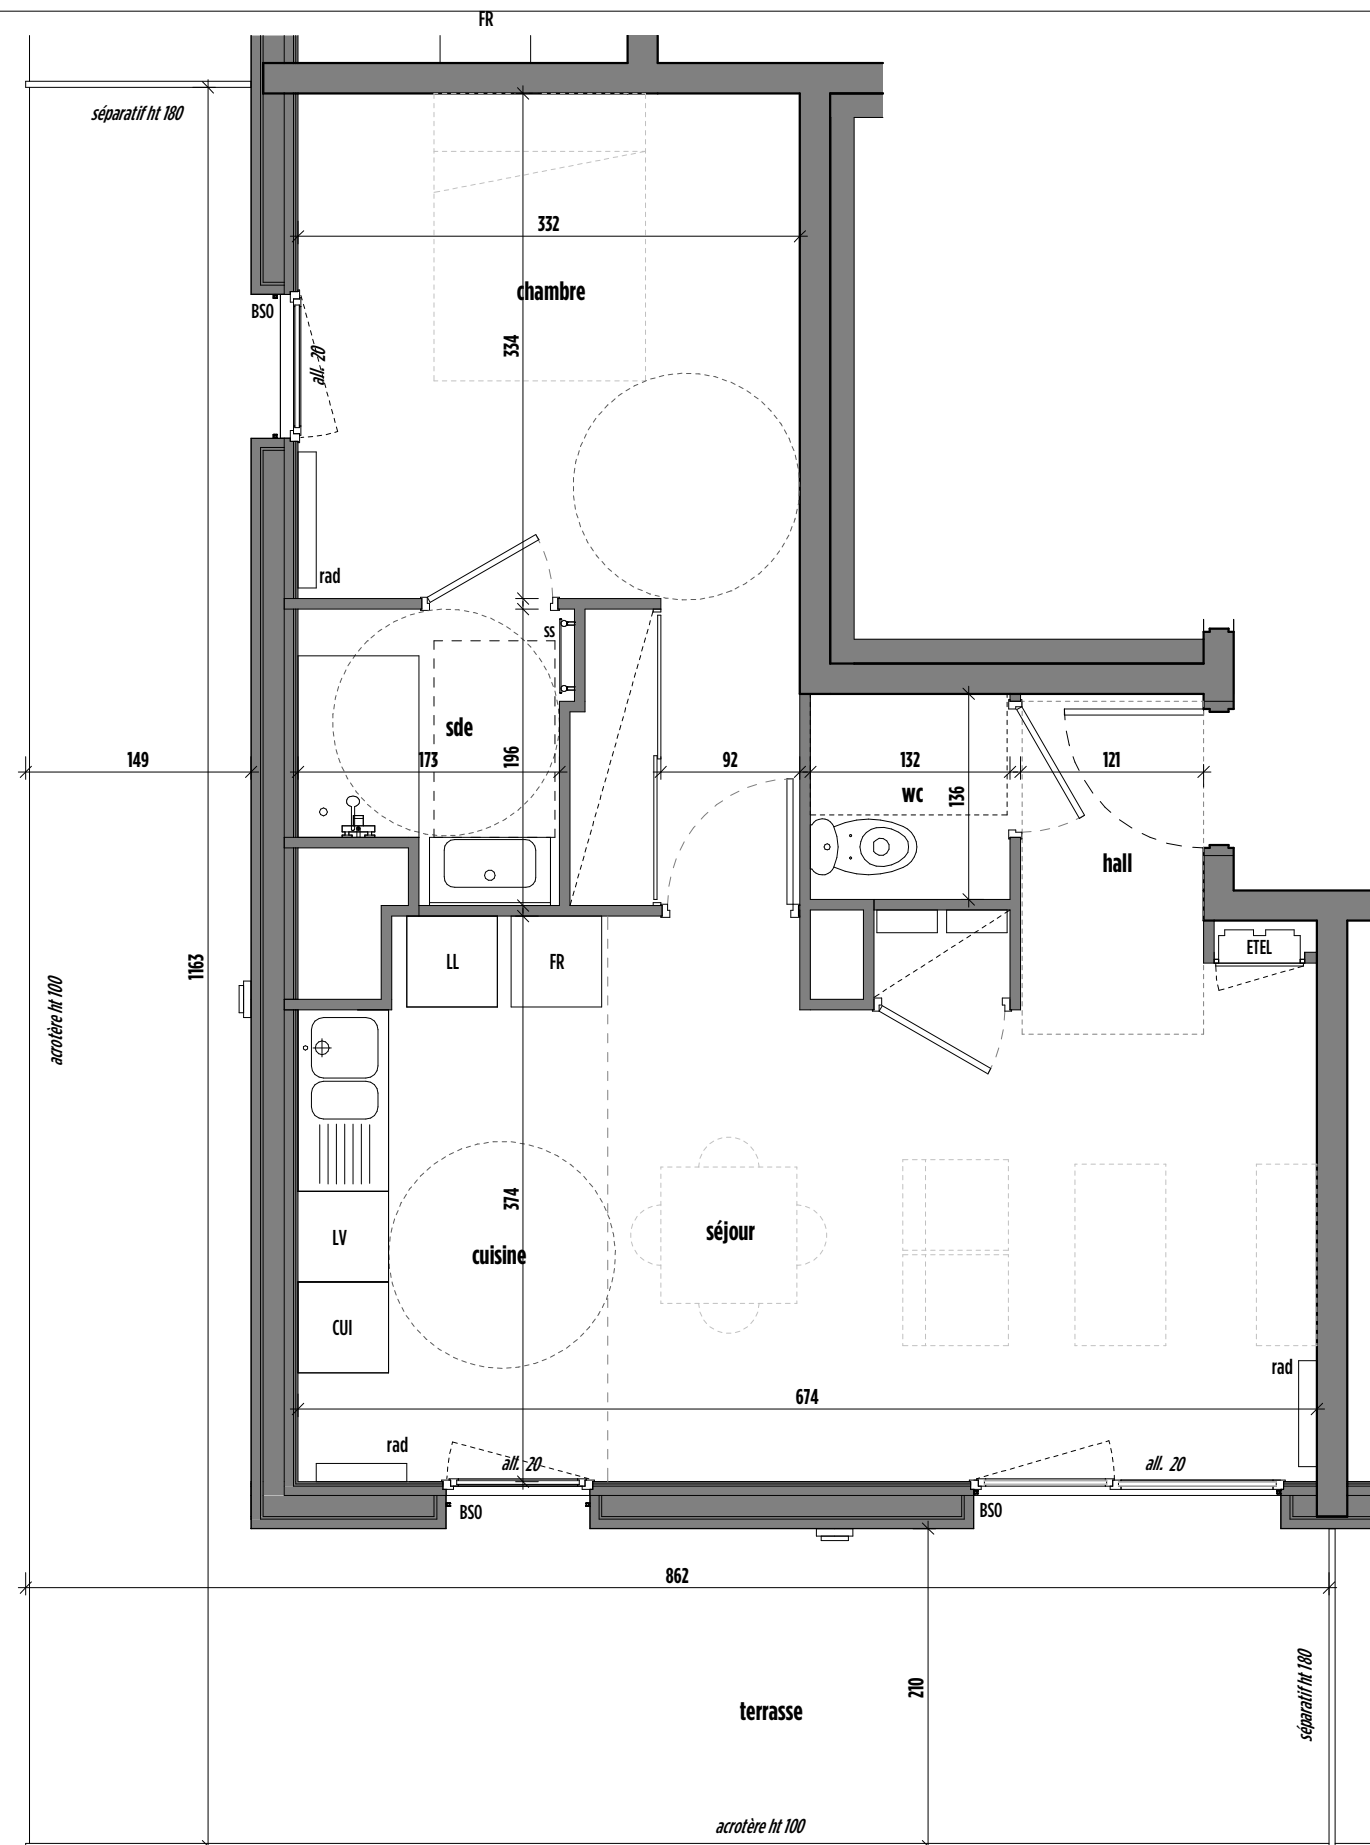 FR
séparatif ht 180
332
chambre
BSO
334
all. 20
rad
ss
sde
149
173
196
92
132
121
wc
136
hall
LL
FR
ETEL
1163
acrotère ht 100
LV
374
séjour
cuisine
CUI
rad
674
rad
all. 20
all. 20
BSO
BSO
862
210
séparatif ht 180
terrasse
acrotère ht 100